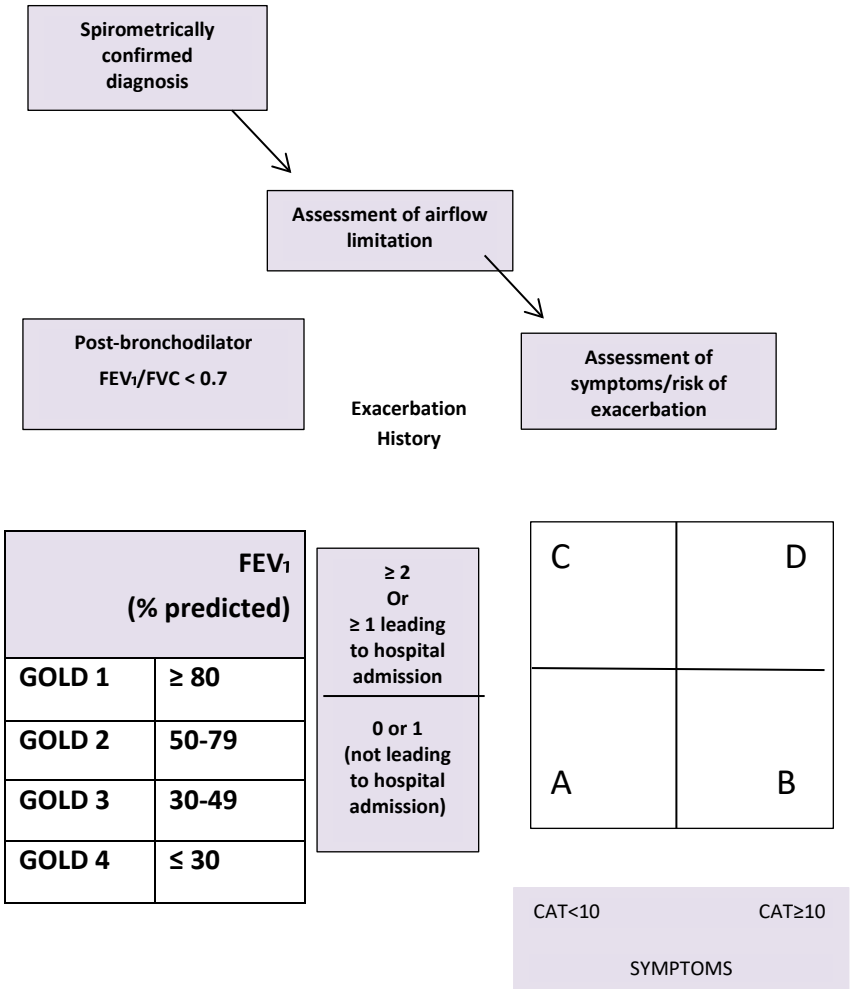 Spirometrically
confirmed
diagnosis
Assessment of airflow
limitation
Post-bronchodilator
FEV₁/FVC < 0.7
Exacerbation
History
Assessment of
symptoms/risk of
exacerbation
FEV₁
(% predicted)
GOLD 1 ≥ 80
GOLD 2 50-79
GOLD 3 30-49
GOLD 4 ≤ 30
≥ 2
Or
≥ 1 leading
to hospital
admission
0 or 1
(not leading
to hospital
admission)
C D
A B
CAT<10 CAT≥10
SYMPTOMS